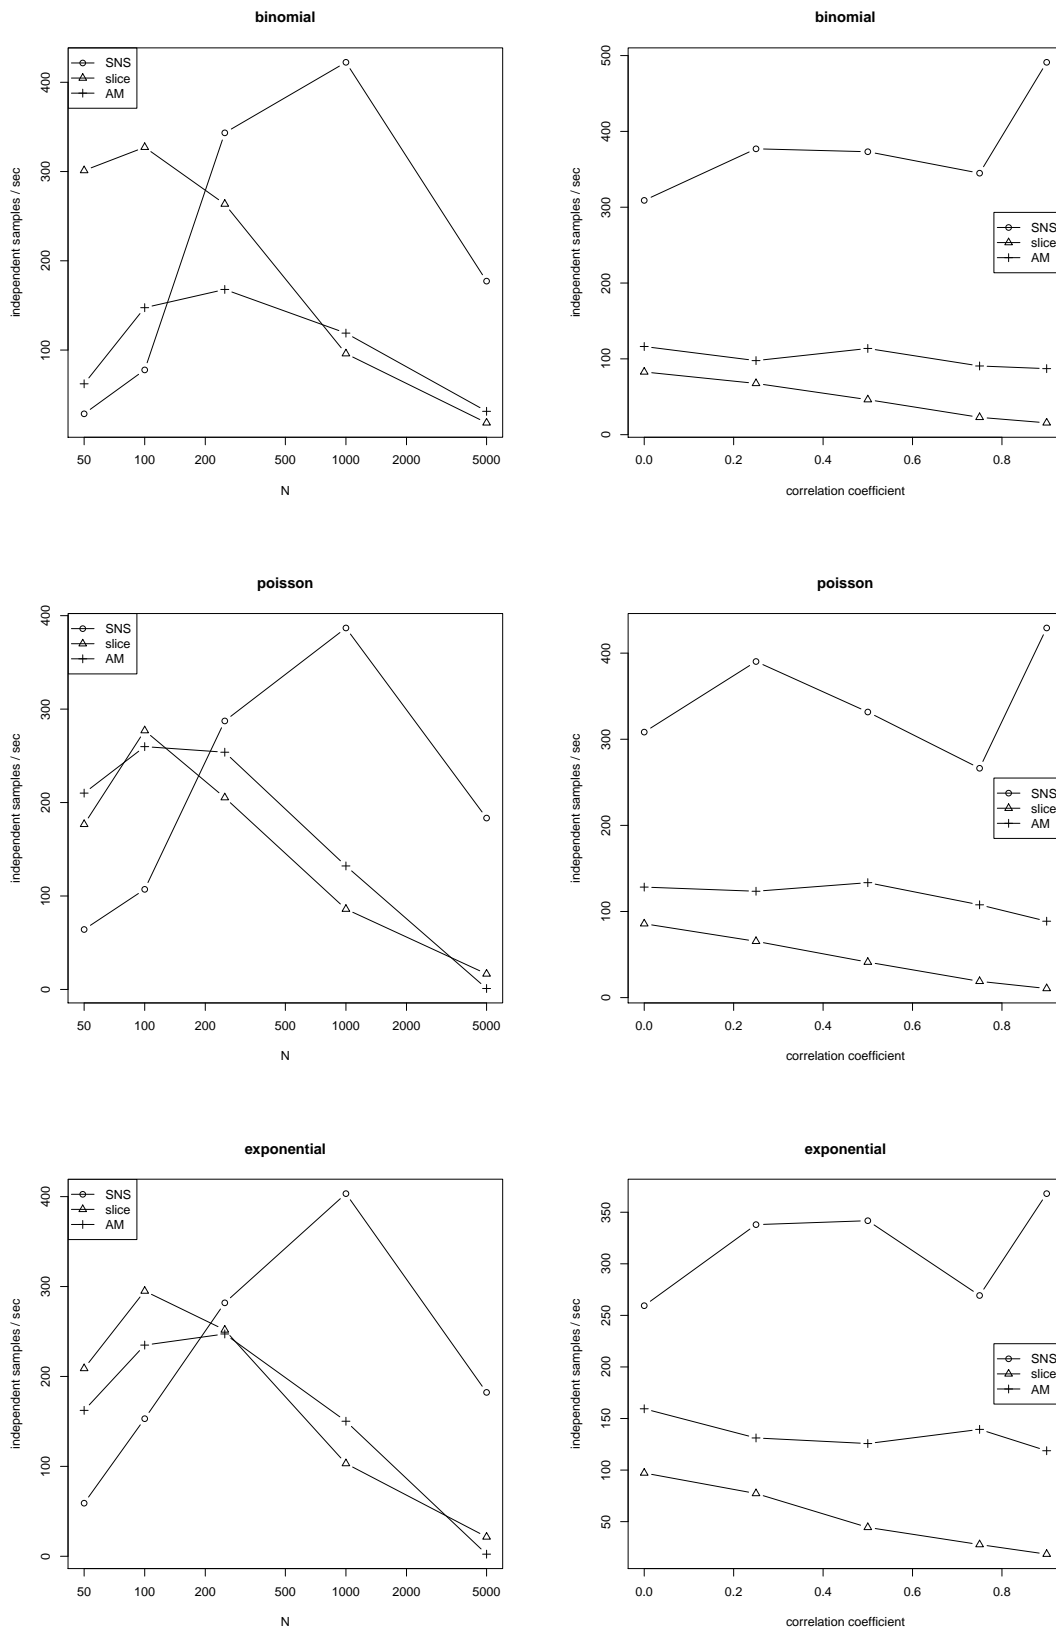 binomial
SNS
slice
AM
independent samples / sec
100 200 300 400
50 100 200 500 1000 2000 5000
N
binomial
SNS
slice
AM
independent samples / sec
0 100 200 300 400 500
0.0 0.2 0.4 0.6 0.8
correlation coefficient
poisson
SNS
slice
AM
independent samples / sec
0 100 200 300 400
50 100 200 500 1000 2000 5000
N
poisson
SNS
slice
AM
independent samples / sec
0 100 200 300 400
0.0 0.2 0.4 0.6 0.8
correlation coefficient
exponential
SNS
slice
AM
independent samples / sec
0 100 200 300 400
50 100 200 500 1000 2000 5000
N
exponential
SNS
slice
AM
independent samples / sec
50 100 150 200 250 300 350
0.0 0.2 0.4 0.6 0.8
correlation coefficient